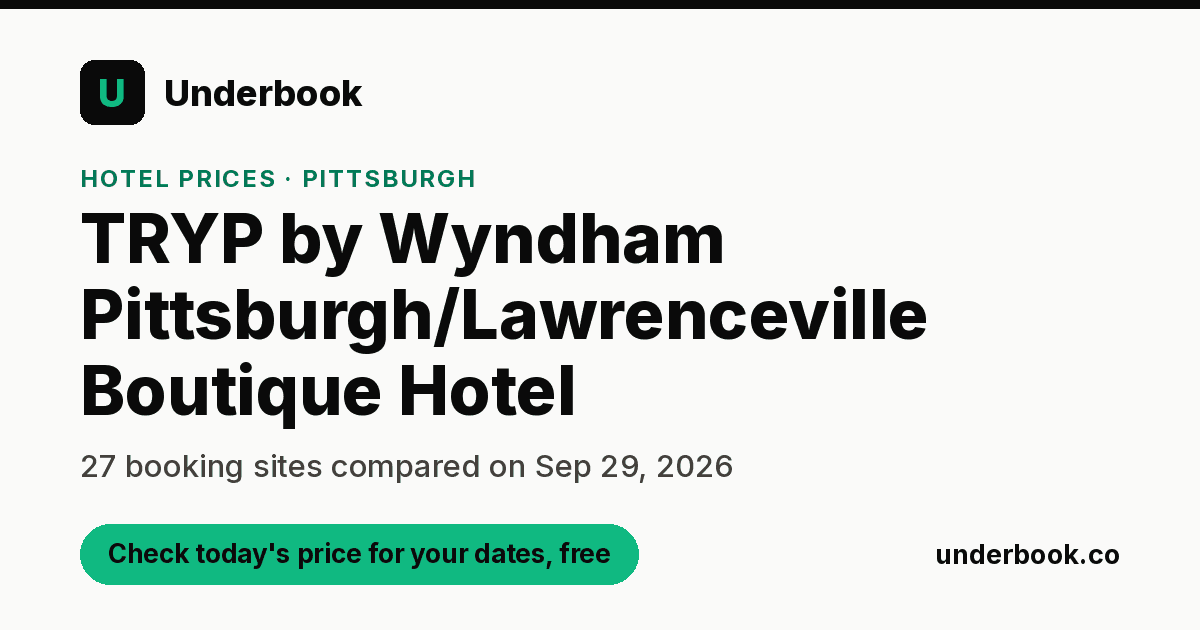 U Underbook
HOTEL PRICES · PITTSBURGH
TRYP by Wyndham
Pittsburgh/Lawrenceville
Boutique Hotel
27 booking sites compared on Sep 29, 2026
Check today's price for your dates, free
underbook.co